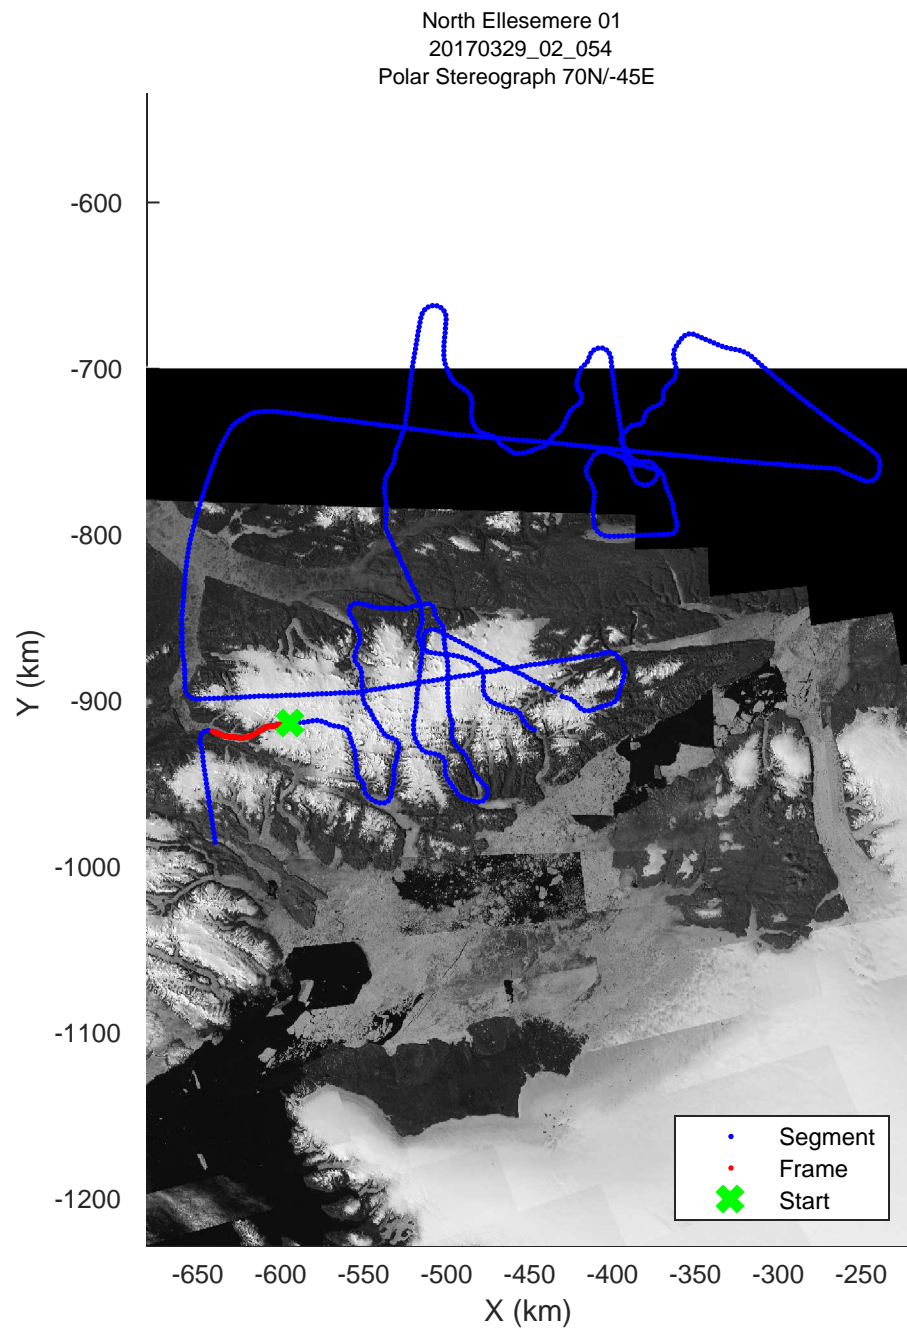 North Ellesemere 01
20170329_02_054
Polar Stereograph 70N/-45E
-600
-700
-800
-900
-1000
-1100
-1200
Y (km)
Segment
Frame
Start
-650 -600 -550 -500 -450 -400 -350 -300 -250
X (km)